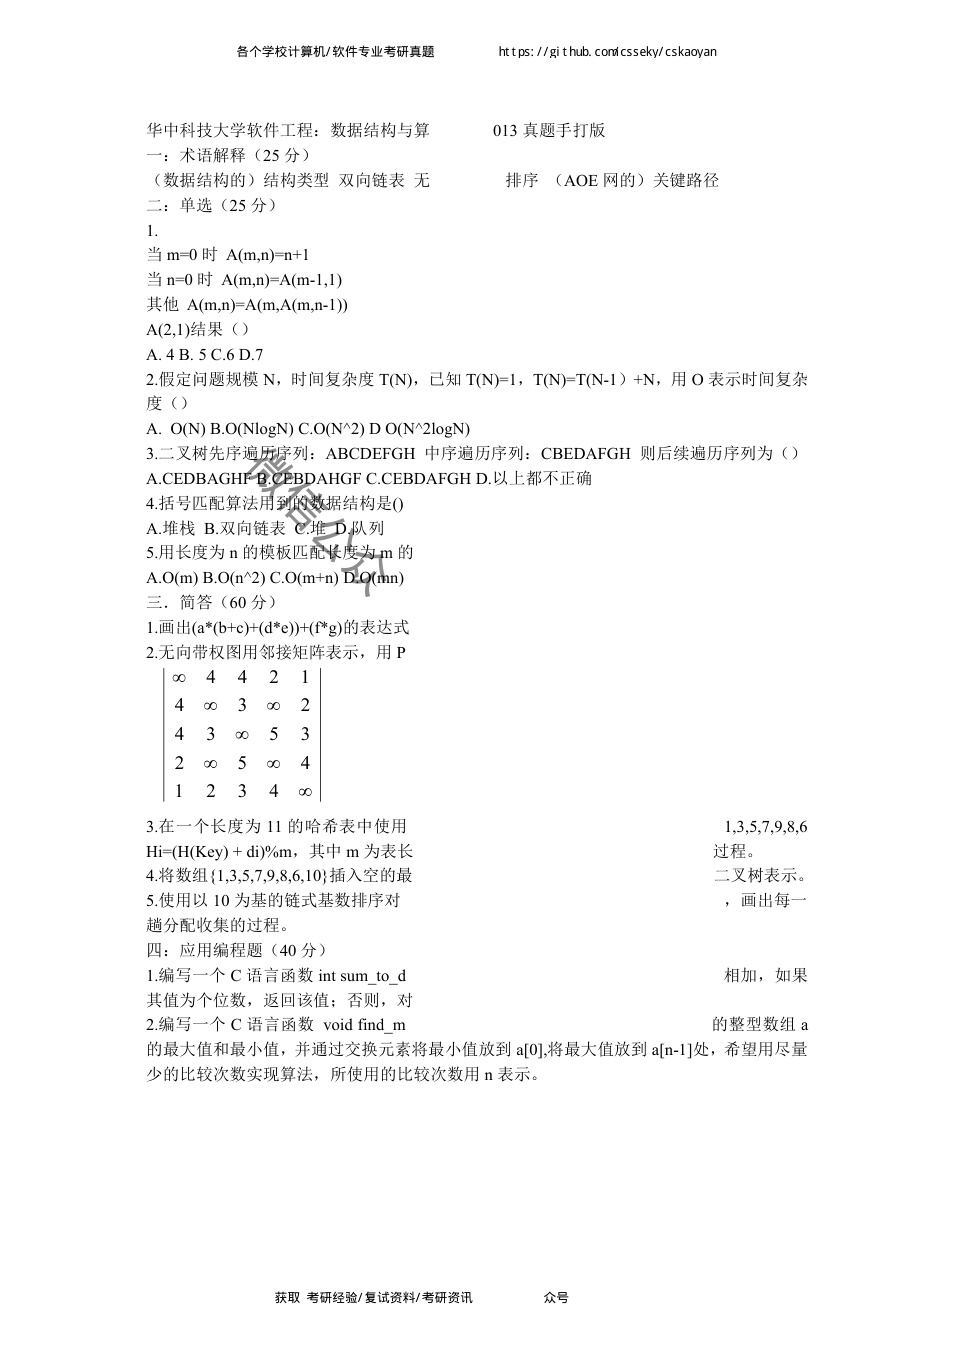 各个学校计算机/软件专业考研真题 https://github.com/csseky/cskaoyan
华中科技大学软件工程：数据结构与算 013 真题手打版
一：术语解释（25 分）
（数据结构的）结构类型 双向链表 无 排序 （AOE 网的）关键路径
二：单选（25 分）
1.
当 m=0 时 A(m,n)=n+1
当 n=0 时 A(m,n)=A(m-1,1)
其他 A(m,n)=A(m,A(m,n-1))
A(2,1)结果（）
A. 4 B. 5 C.6 D.7
2.假定问题规模 N，时间复杂度 T(N)，已知 T(N)=1，T(N)=T(N-1）+N，用 O 表示时间复杂
度（）
A. O(N) B.O(NlogN) C.O(N^2) D O(N^2logN)
3.二叉树先序遍历序列：ABCDEFGH 中序遍历序列：CBEDAFGH 则后续遍历序列为（）
A.CEDBAGHF B.CEBDAHGF C.CEBDAFGH D.以上都不正确
4.括号匹配算法用到的数据结构是()
A.堆栈 B.双向链表 C.堆 D.队列
5.用长度为 n 的模板匹配长度为 m 的
A.O(m) B.O(n^2) C.O(m+n) D.O(mn)
微信公众
三．简答（60 分）
1.画出(a*(b+c)+(d*e))+(f*g)的表达式
2.无向带权图用邻接矩阵表示，用 P
∞ 4 4 2 1
4 ∞ 3 ∞ 2
4 3 ∞ 5 3
2 ∞ 5 ∞ 4
1 2 3 4 ∞
3.在一个长度为 11 的哈希表中使用 1,3,5,7,9,8,6
Hi=(H(Key) + di)%m，其中 m 为表长 过程。
4.将数组{1,3,5,7,9,8,6,10}插入空的最 二叉树表示。
5.使用以 10 为基的链式基数排序对 ，画出每一
趟分配收集的过程。
四：应用编程题（40 分）
1.编写一个 C 语言函数 int sum_to_d 相加，如果
其值为个位数，返回该值；否则，对
2.编写一个 C 语言函数 void find_m 的整型数组 a
的最大值和最小值，并通过交换元素将最小值放到 a[0],将最大值放到 a[n-1]处，希望用尽量
少的比较次数实现算法，所使用的比较次数用 n 表示。
获取 考研经验/复试资料/考研资讯 众号